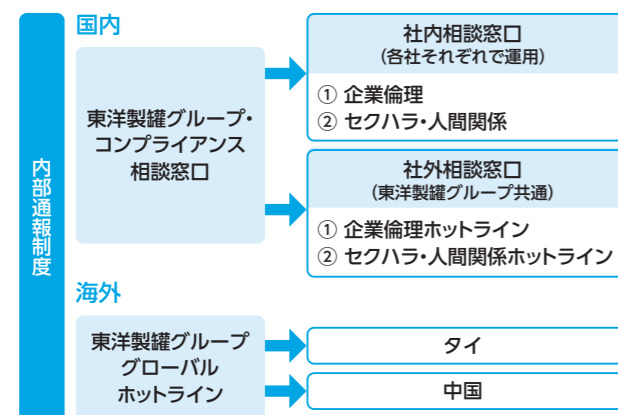 内部通報制度
国内
東洋製罐グループ・
コンプライアンス
相談窓口
社内相談窓口
(各社それぞれで運用)
① 企業倫理
② セクハラ・人間関係
社外相談窓口
(東洋製罐グループ共通)
① 企業倫理ホットライン
② セクハラ・人間関係ホットライン
海外
東洋製罐グループ
グローバル
ホットライン
タイ
中国